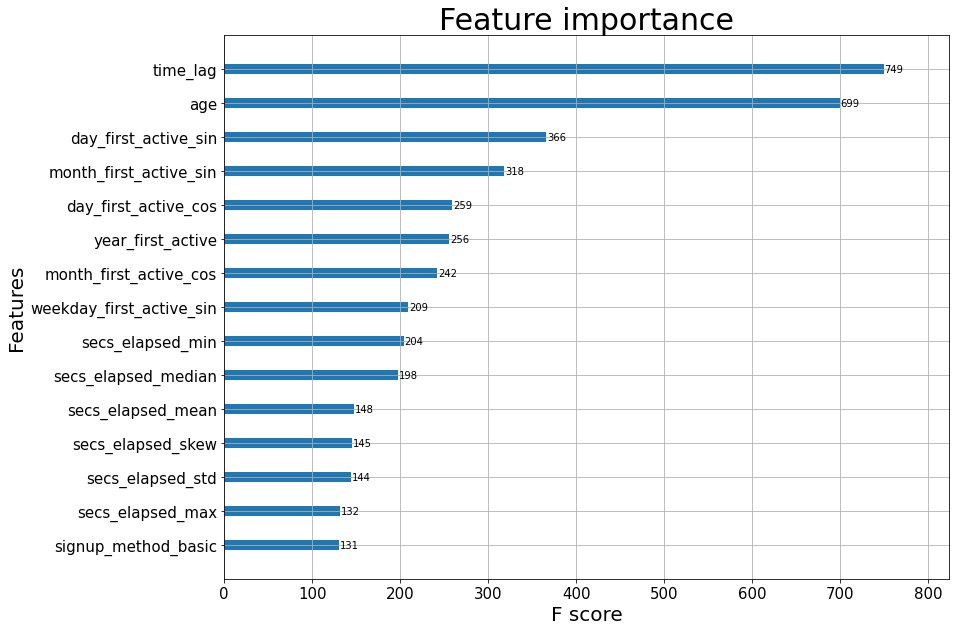 Feature importance
Features
time_lag 749
age 699
day_first_active_sin 366
month_first_active_sin 318
day_first_active_cos 259
year_first_active 256
month_first_active_cos 242
weekday_first_active_sin 209
secs_elapsed_min 204
secs_elapsed_median 198
secs_elapsed_mean 148
secs_elapsed_skew 145
secs_elapsed_std 144
secs_elapsed_max 132
signup_method_basic 131
0 100 200 300 400 500 600 700 800
F score